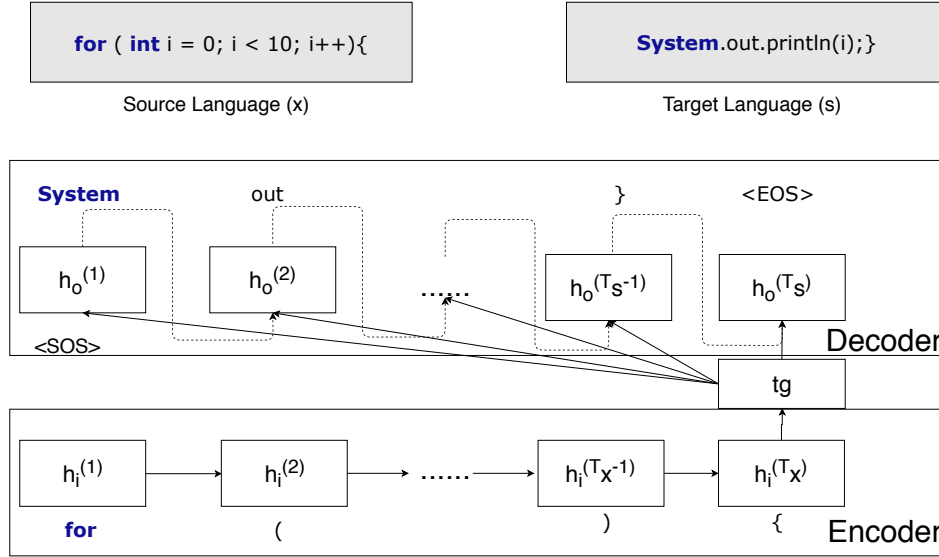 for ( int i = 0; i < 10; i++){
System.out.println(i);}
Source Language (x)
Target Language (s)
System out } <EOS>
h_o^(1) h_o^(2) ...... h_o^(T_s-1) h_o^(T_s)
<SOS>
Decoder
tg
h_i^(1) h_i^(2) ...... h_i^(T_x-1) h_i^(T_x)
for ( ) {
Encoder